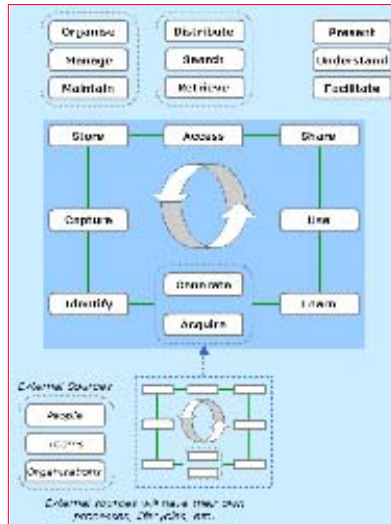 Organise
Distribute
Present
Manage
Search
Understand
Maintain
Retrieve
Facilitate
Store
Access
Share
Capture
Use
Generate
Identify
Learn
Acquire
External Sources
People
Teams
Organisations
External sources will have their own
processes, lifecycles, etc.